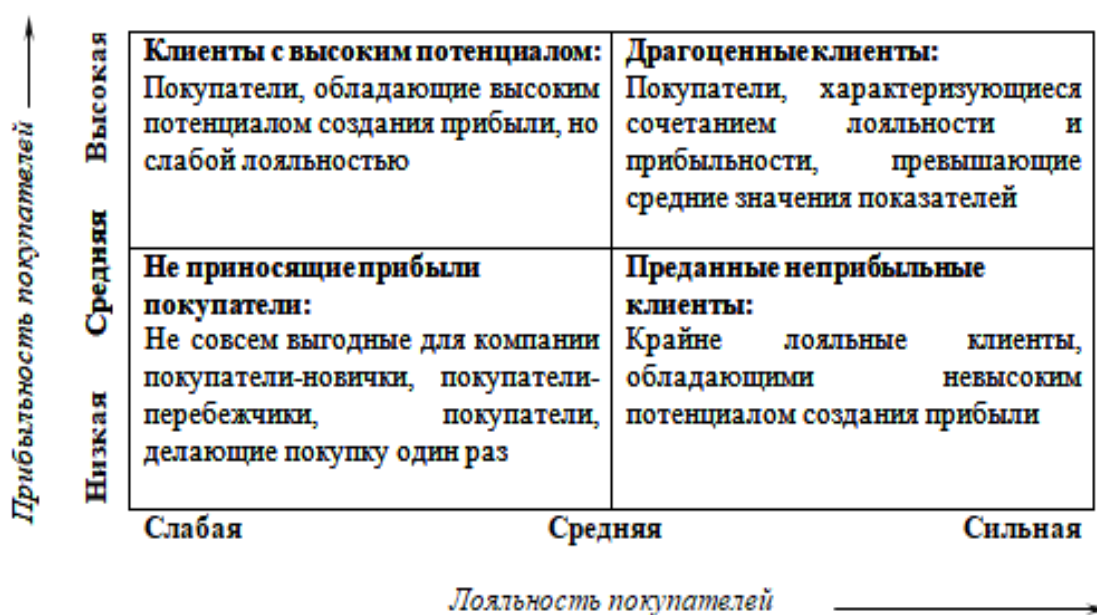 Прибыльность покупателей
Высокая
Средняя
Низкая
Клиенты с высоким потенциалом:
Покупатели, обладающие высоким
потенциалом создания прибыли, но
слабой лояльностью
Драгоценные клиенты:
Покупатели, характеризующиеся
сочетанием лояльности и
прибыльности, превышающие
средние значения показателей
Не приносящие прибыли
покупатели:
Не совсем выгодные для компании
покупатели-новички, покупатели-
перебежчики, покупатели,
делающие покупку один раз
Преданные неприбыльные
клиенты:
Крайне лояльные клиенты,
обладающими невысоким
потенциалом создания прибыли
Слабая Средняя Сильная
Лояльность покупателей